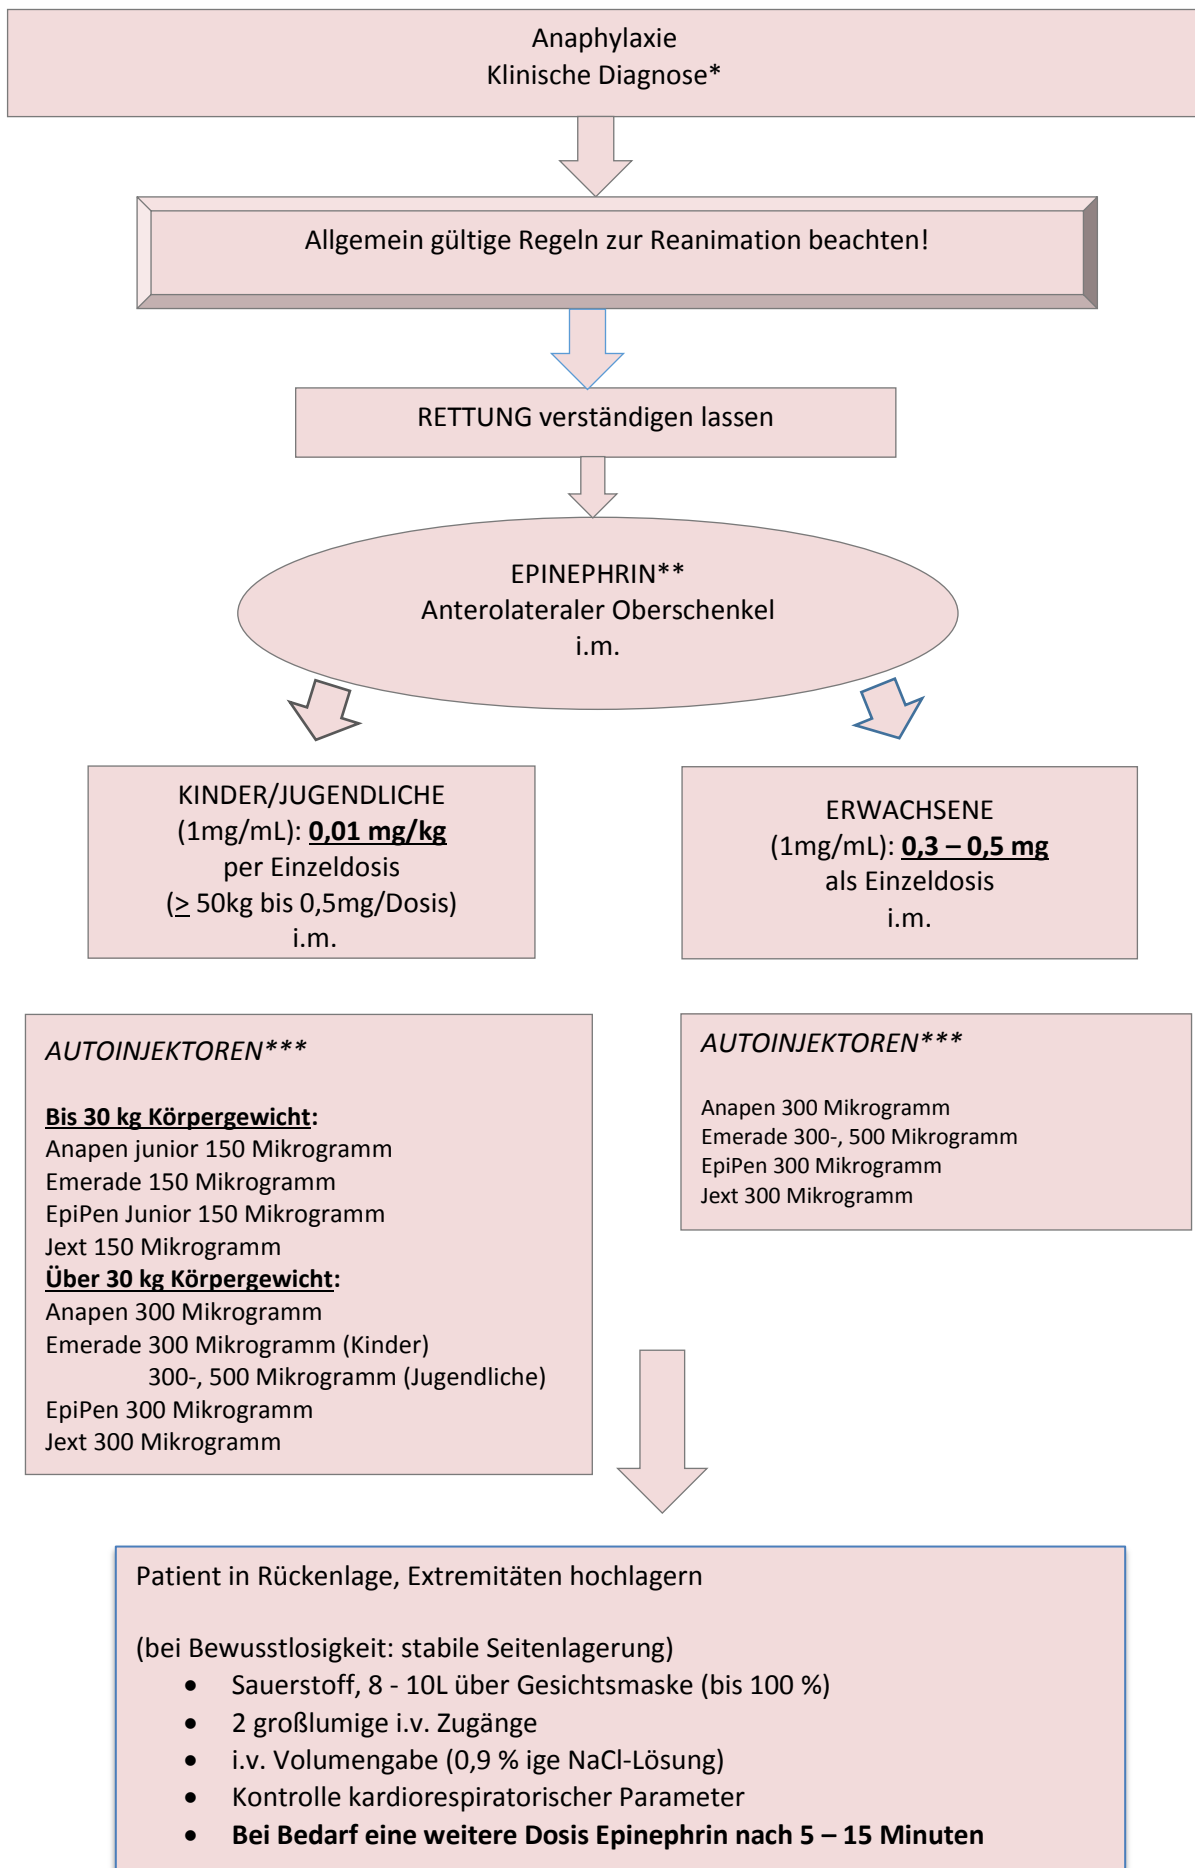 Anaphylaxie
Klinische Diagnose*
Allgemein gültige Regeln zur Reanimation beachten!
RETTUNG verständigen lassen
EPINEPHRIN**
Anterolateraler Oberschenkel
i.m.
KINDER/JUGENDLICHE
(1mg/mL): 0,01 mg/kg
per Einzeldosis
(≥ 50kg bis 0,5mg/Dosis)
i.m.
ERWACHSENE
(1mg/mL): 0,3 – 0,5 mg
als Einzeldosis
i.m.
AUTOINJEKTOREN***
Bis 30 kg Körpergewicht:
Anapen junior 150 Mikrogramm
Emerade 150 Mikrogramm
EpiPen Junior 150 Mikrogramm
Jext 150 Mikrogramm
Über 30 kg Körpergewicht:
Anapen 300 Mikrogramm
Emerade 300 Mikrogramm (Kinder)
300-, 500 Mikrogramm (Jugendliche)
EpiPen 300 Mikrogramm
Jext 300 Mikrogramm
AUTOINJEKTOREN***
Anapen 300 Mikrogramm
Emerade 300-, 500 Mikrogramm
EpiPen 300 Mikrogramm
Jext 300 Mikrogramm
Patient in Rückenlage, Extremitäten hochlagern
(bei Bewusstlosigkeit: stabile Seitenlagerung)
• Sauerstoff, 8 - 10L über Gesichtsmaske (bis 100 %)
• 2 großlumige i.v. Zugänge
• i.v. Volumengabe (0,9 % ige NaCl-Lösung)
• Kontrolle kardiorespiratorischer Parameter
• Bei Bedarf eine weitere Dosis Epinephrin nach 5 – 15 Minuten